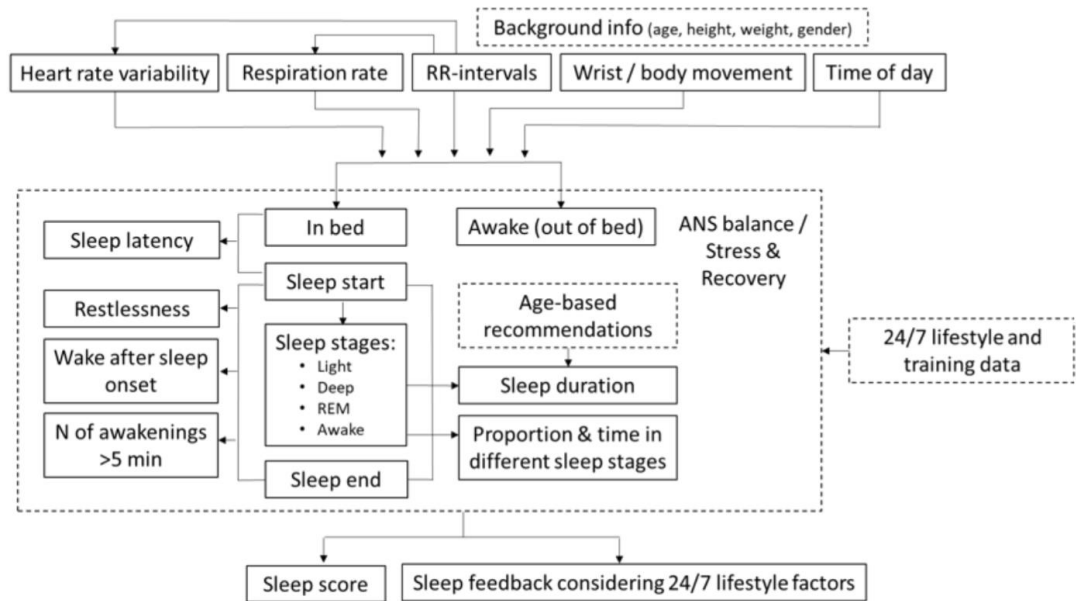 Background info (age, height, weight, gender)
Heart rate variability
Respiration rate
RR-intervals
Wrist / body movement
Time of day
In bed
Awake (out of bed)
ANS balance /
Stress &
Recovery
Sleep latency
Sleep start
Restlessness
Age-based
recommendations
Sleep stages:
• Light
• Deep
• REM
• Awake
Wake after sleep
onset
Sleep duration
24/7 lifestyle and
training data
N of awakenings
>5 min
Proportion & time in
different sleep stages
Sleep end
Sleep score
Sleep feedback considering 24/7 lifestyle factors